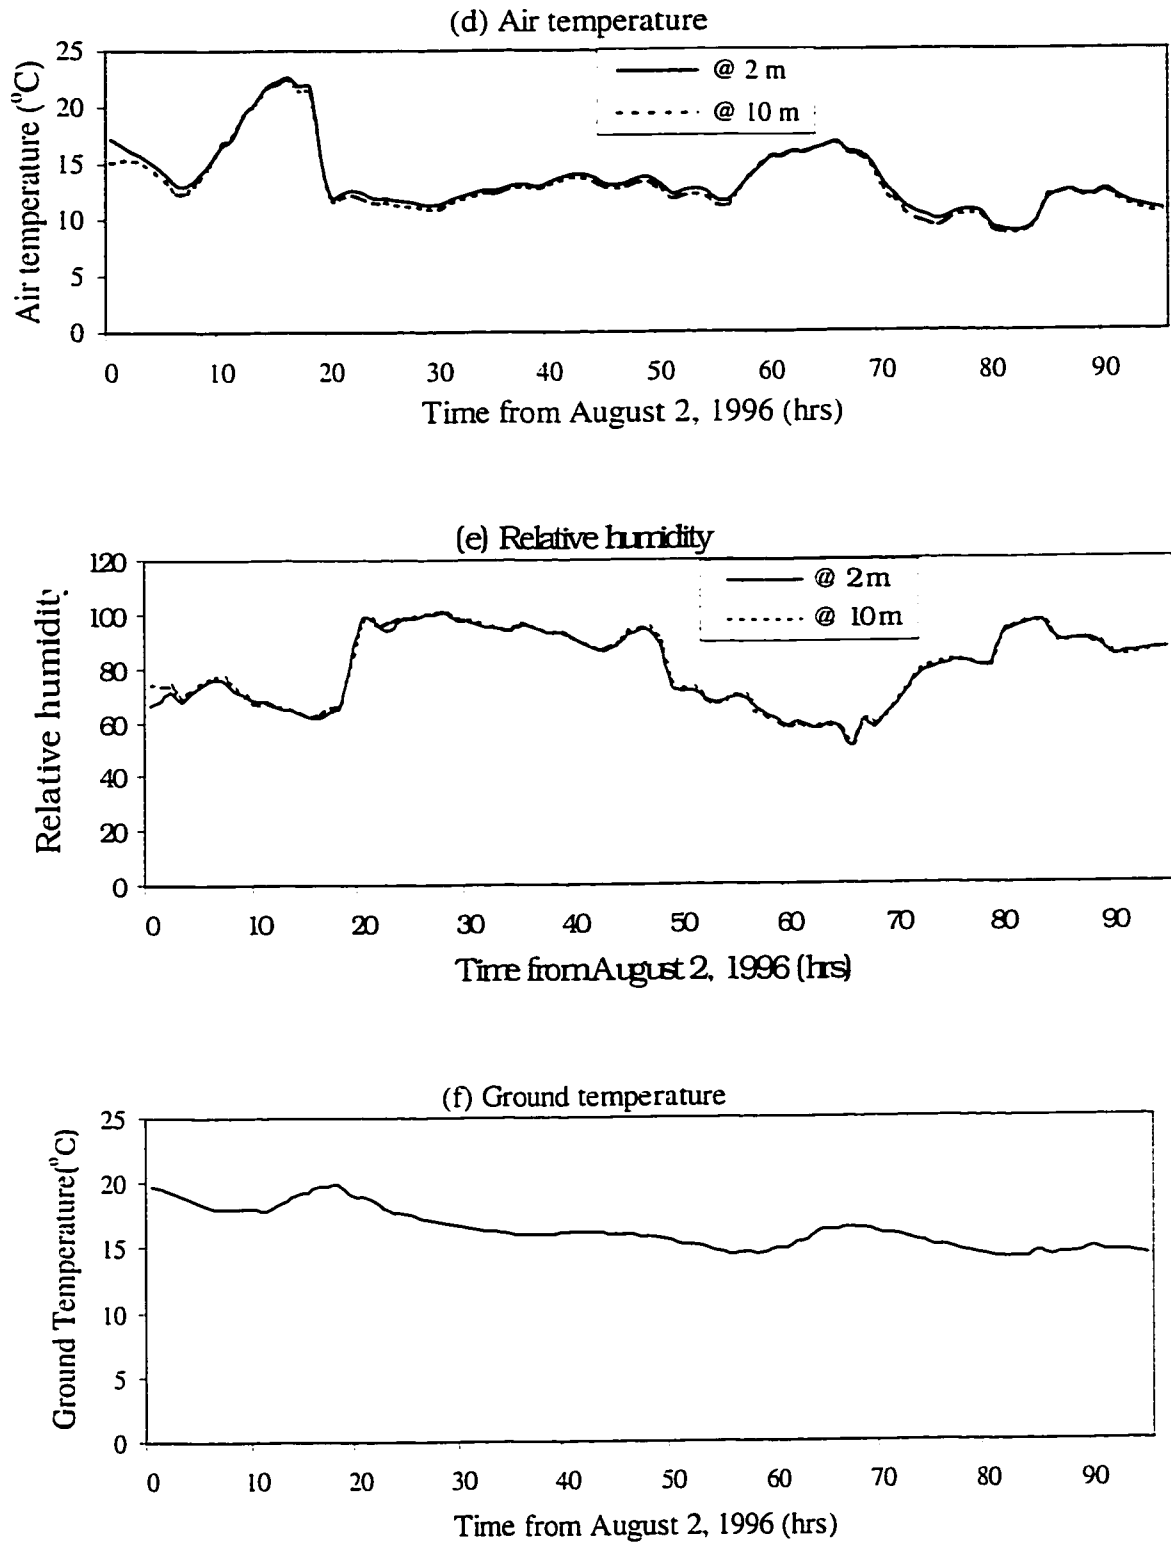 (d) Air temperature
25
20
15
10
5
0
Air temperature (⁰C)
@ 2 m
@ 10 m
0 10 20 30 40 50 60 70 80 90
Time from August 2, 1996 (hrs)
(e) Relative humidity
120
100
80
60
40
20
0
Relative humidity
@ 2 m
@ 10 m
0 10 20 30 40 50 60 70 80 90
Time from August 2, 1996 (hrs)
(f) Ground temperature
25
20
15
10
5
0
Ground Temperature(⁰C)
0 10 20 30 40 50 60 70 80 90
Time from August 2, 1996 (hrs)